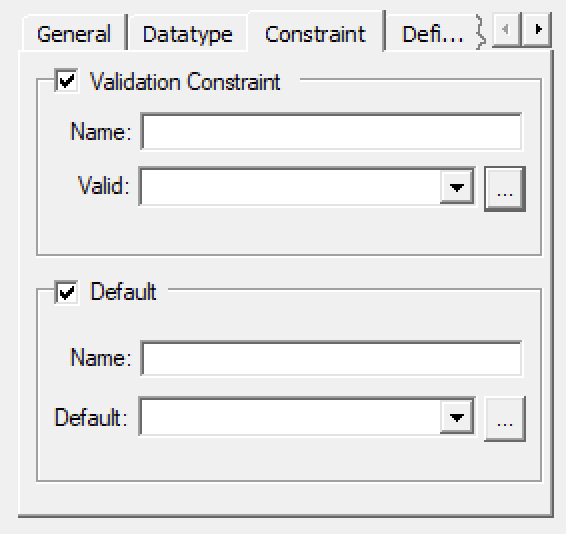 General Datatype Constraint Defi...
Validation Constraint
Name:
Valid: ...
Default
Name:
Default: ...